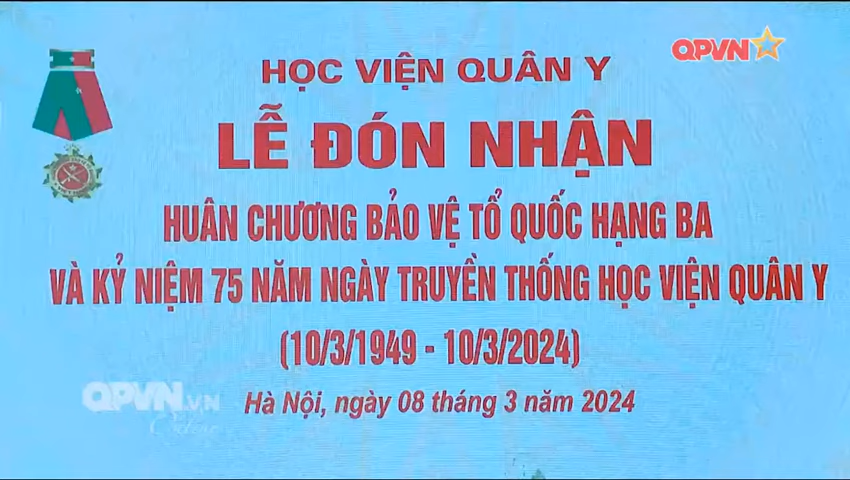 QPVN
HỌC VIỆN QUÂN Y
LỄ ĐÓN NHẬN
HUÂN CHƯƠNG BẢO VỆ TỔ QUỐC HẠNG BA
VÀ KỶ NIỆM 75 NĂM NGÀY TRUYỀN THỐNG HỌC VIỆN QUÂN Y
(10/3/1949 - 10/3/2024)
Hà Nội, ngày 08 tháng 3 năm 2024
QPVN.VN
Online